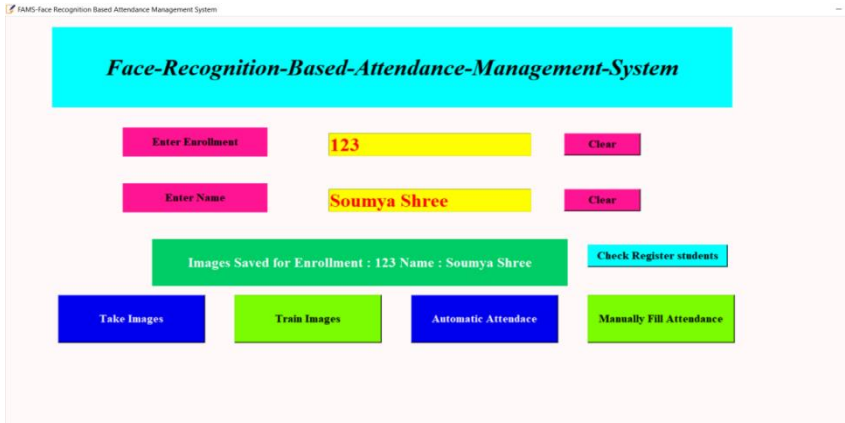 FAMS-Face Recognition Based Attendance Management System
Face-Recognition-Based-Attendance-Management-System
Enter Enrollment 123 Clear
Enter Name Soumya Shree Clear
Images Saved for Enrollment : 123 Name : Soumya Shree Check Register students
Take Images Train Images Automatic Attendace Manually Fill Attendance